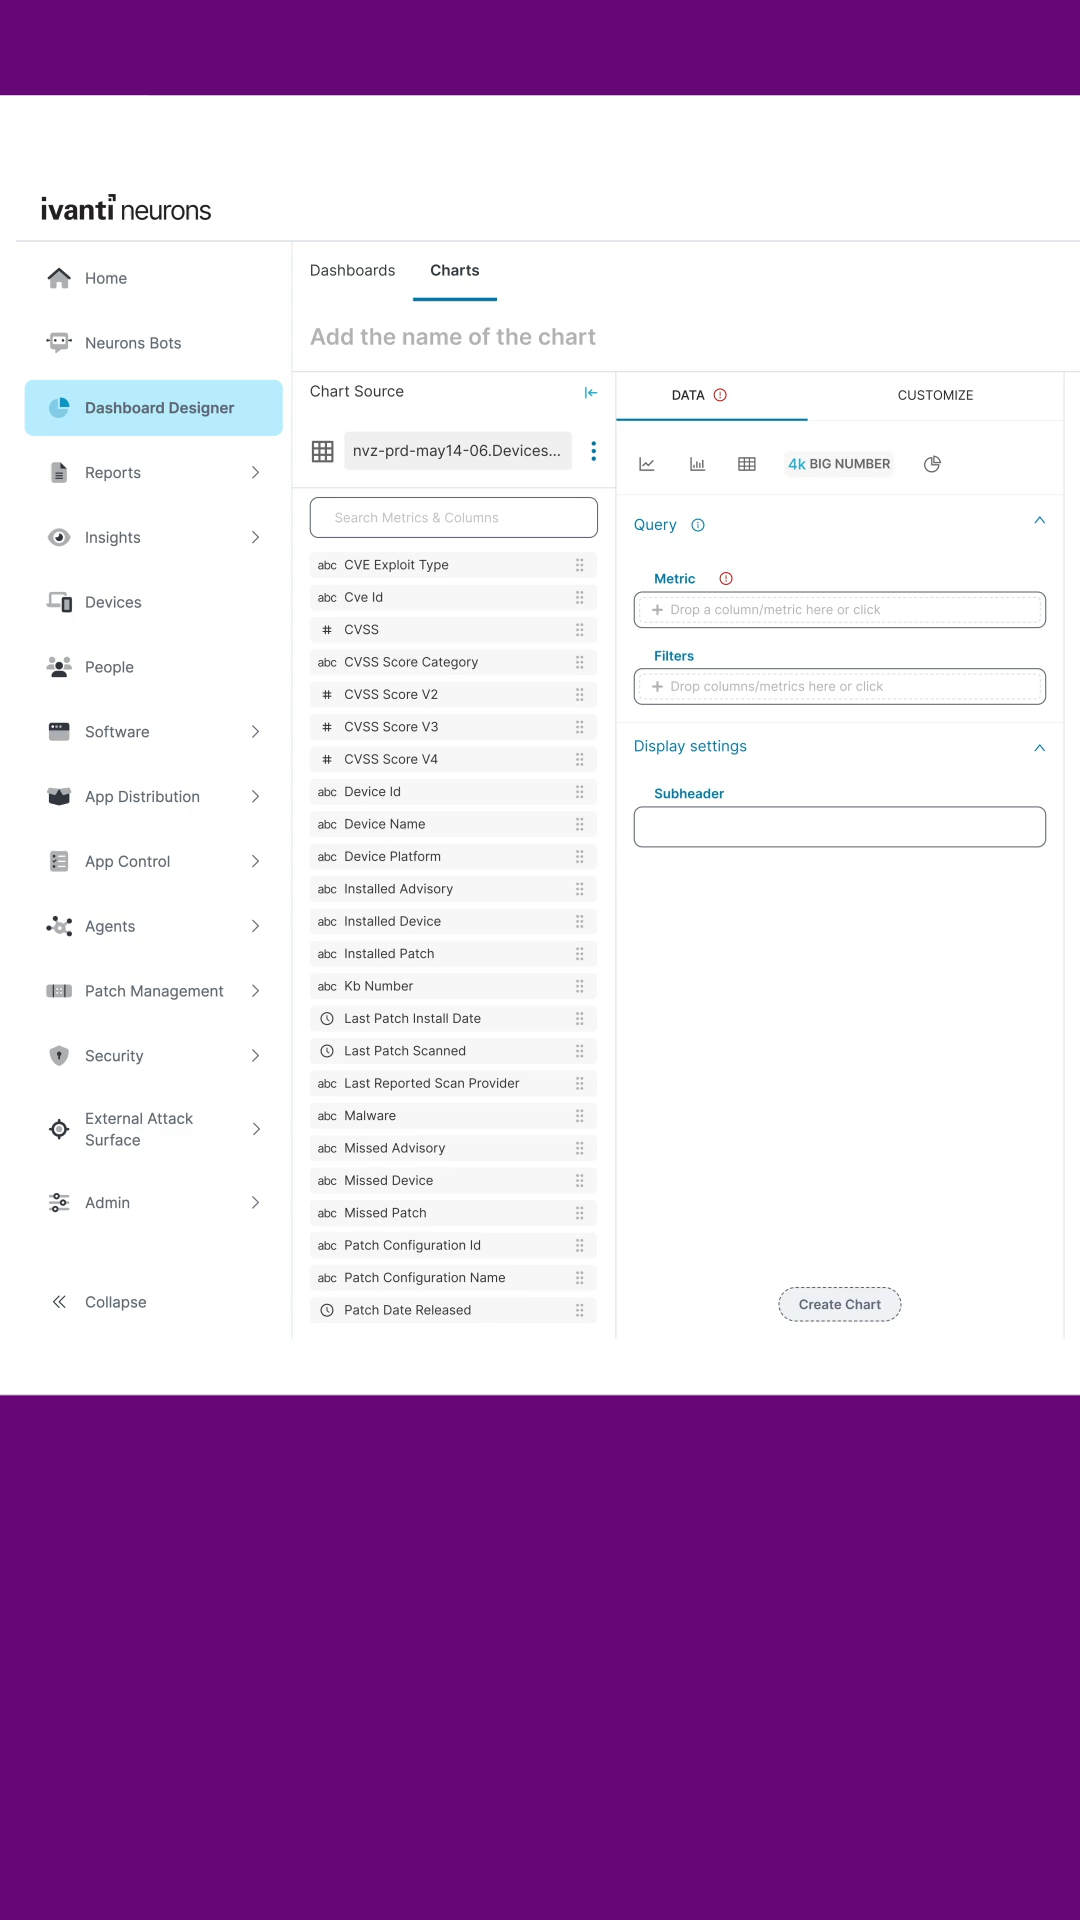 ivanti neurons
Home
Neurons Bots
Dashboard Designer
Reports
Insights
Devices
People
Software
App Distribution
App Control
Agents
Patch Management
Security
External Attack
Surface
Admin
Collapse
Dashboards Charts
Add the name of the chart
Chart Source
nvz-prd-may14-06.Devices...
Search Metrics & Columns
abc CVE Exploit Type
abc Cve Id
# CVSS
abc CVSS Score Category
# CVSS Score V2
# CVSS Score V3
# CVSS Score V4
abc Device Id
abc Device Name
abc Device Platform
abc Installed Advisory
abc Installed Device
abc Installed Patch
abc Kb Number
Last Patch Install Date
Last Patch Scanned
abc Last Reported Scan Provider
abc Malware
abc Missed Advisory
abc Missed Device
abc Missed Patch
abc Patch Configuration Id
abc Patch Configuration Name
Patch Date Released
DATA CUSTOMIZE
4k BIG NUMBER
Query
Metric
+ Drop a column/metric here or click
Filters
+ Drop columns/metrics here or click
Display settings
Subheader
Create Chart